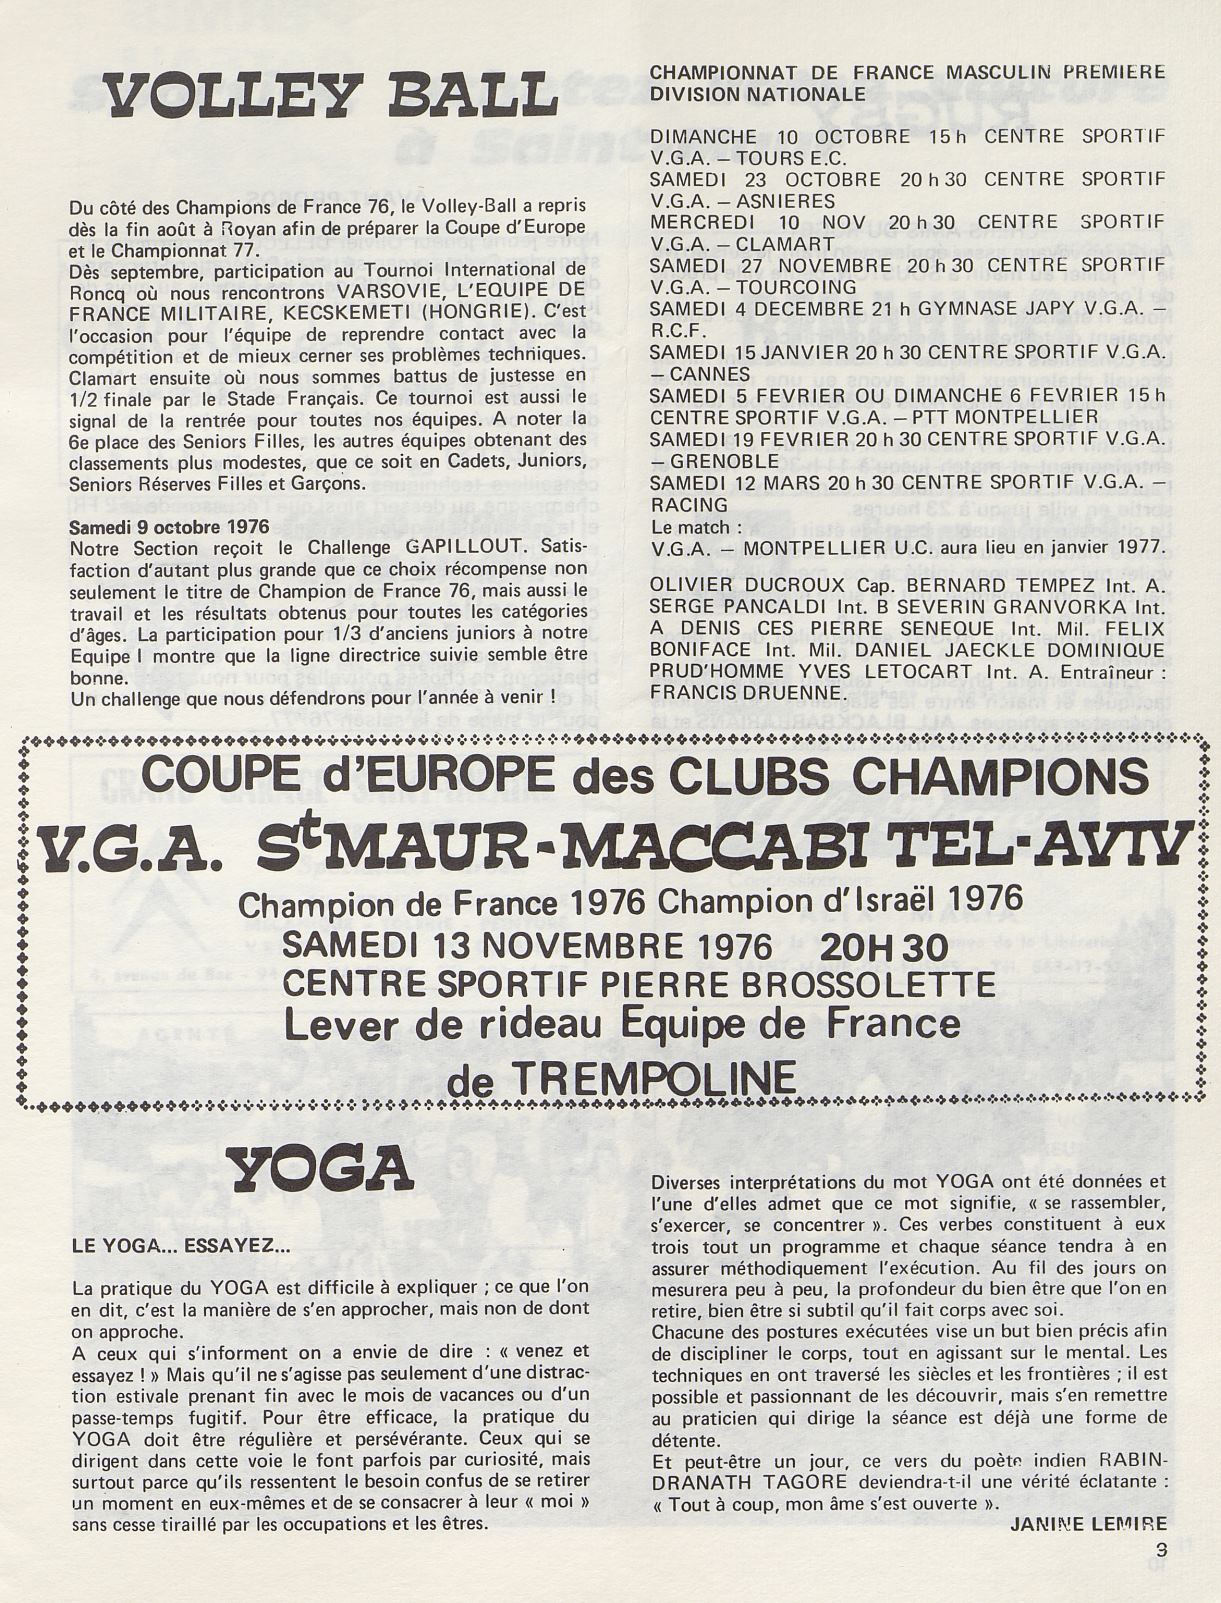 VOLLEY BALL
Du côté des Champions de France 76, le Volley-Ball a repris
dès la fin août à Royan afin de préparer la Coupe d'Europe
et le Championnat 77.
Dès septembre, participation au Tournoi International de
Roncq où nous rencontrons VARSOVIE, L'EQUIPE DE
FRANCE MILITAIRE, KECSKEMETI (HONGRIE). C'est
l'occasion pour l'équipe de reprendre contact avec la
compétition et de mieux cerner ses problèmes techniques.
Clamart ensuite où nous sommes battus de justesse en
1/2 finale par le Stade Français. Ce tournoi est aussi le
signal de la rentrée pour toutes nos équipes. A noter la
6e place des Seniors Filles, les autres équipes obtenant des
classements plus modestes, que ce soit en Cadets, Juniors,
Seniors Réserves Filles et Garçons.
Samedi 9 octobre 1976
Notre Section reçoit le Challenge GAPILLOUT. Satis-
faction d'autant plus grande que ce choix récompense non
seulement le titre de Champion de France 76, mais aussi le
travail et les résultats obtenus pour toutes les catégories
d'âges. La participation pour 1/3 d'anciens juniors à notre
Equipe I montre que la ligne directrice suivie semble être
bonne.
Un challenge que nous défendrons pour l'année à venir !
CHAMPIONNAT DE FRANCE MASCULIN PREMIERE
DIVISION NATIONALE
DIMANCHE 10 OCTOBRE 15 h CENTRE SPORTIF
V.G.A. – TOURS E.C.
SAMEDI 23 OCTOBRE 20 h 30 CENTRE SPORTIF
V.G.A. – ASNIERES
MERCREDI 10 NOV 20 h 30 CENTRE SPORTIF
V.G.A. – CLAMART
SAMEDI 27 NOVEMBRE 20 h 30 CENTRE SPORTIF
V.G.A. – TOURCOING
SAMEDI 4 DECEMBRE 21 h GYMNASE JAPY V.G.A. –
R.C.F.
SAMEDI 15 JANVIER 20 h 30 CENTRE SPORTIF V.G.A.
– CANNES
SAMEDI 5 FEVRIER OU DIMANCHE 6 FEVRIER 15 h
CENTRE SPORTIF V.G.A. – PTT MONTPELLIER
SAMEDI 19 FEVRIER 20 h 30 CENTRE SPORTIF V.G.A.
– GRENOBLE
SAMEDI 12 MARS 20 h 30 CENTRE SPORTIF V.G.A. –
RACING
Le match :
V.G.A. – MONTPELLIER U.C. aura lieu en janvier 1977.
OLIVIER DUCROUX Cap. BERNARD TEMPEZ Int. A.
SERGE PANCALDI Int. B SEVERIN GRANVORKA Int.
A DENIS CES PIERRE SENEQUE Int. Mil. FELIX
BONIFACE Int. Mil. DANIEL JAECKLE DOMINIQUE
PRUD'HOMME YVES LETOCART Int. A. Entraîneur :
FRANCIS DRUENNE.
COUPE d'EUROPE des CLUBS CHAMPIONS
V.G.A. St MAUR-MACCABI TEL-AVIV
Champion de France 1976 Champion d'Israël 1976
SAMEDI 13 NOVEMBRE 1976 20H 30
CENTRE SPORTIF PIERRE BROSSOLETTE
Lever de rideau Equipe de France
de TREMPOLINE
YOGA
LE YOGA... ESSAYEZ...
La pratique du YOGA est difficile à expliquer ; ce que l'on
en dit, c'est la manière de s'en approcher, mais non de dont
on approche.
A ceux qui s'informent on a envie de dire : « venez et
essayez ! » Mais qu'il ne s'agisse pas seulement d'une distrac-
tion estivale prenant fin avec le mois de vacances ou d'un
passe-temps fugitif. Pour être efficace, la pratique du
YOGA doit être régulière et persévérante. Ceux qui se
dirigent dans cette voie le font parfois par curiosité, mais
surtout parce qu'ils ressentent le besoin confus de se retirer
un moment en eux-mêmes et de se consacrer à leur « moi »
sans cesse tiraillé par les occupations et les êtres.
Diverses interprétations du mot YOGA ont été données et
l'une d'elles admet que ce mot signifie, « se rassembler,
s'exercer, se concentrer ». Ces verbes constituent à eux
trois tout un programme et chaque séance tendra à en
assurer méthodiquement l'exécution. Au fil des jours on
mesurera peu à peu, la profondeur du bien être que l'on en
retire, bien être si subtil qu'il fait corps avec soi.
Chacune des postures exécutées vise un but bien précis afin
de discipliner le corps, tout en agissant sur le mental. Les
techniques en ont traversé les siècles et les frontières ; il est
possible et passionnant de les découvrir, mais s'en remettre
au praticien qui dirige la séance est déjà une forme de
détente.
Et peut-être un jour, ce vers du poète indien RABIN-
DRANATH TAGORE deviendra-t-il une vérité éclatante :
« Tout à coup, mon âme s'est ouverte ».
JANINE LEMIRE
3